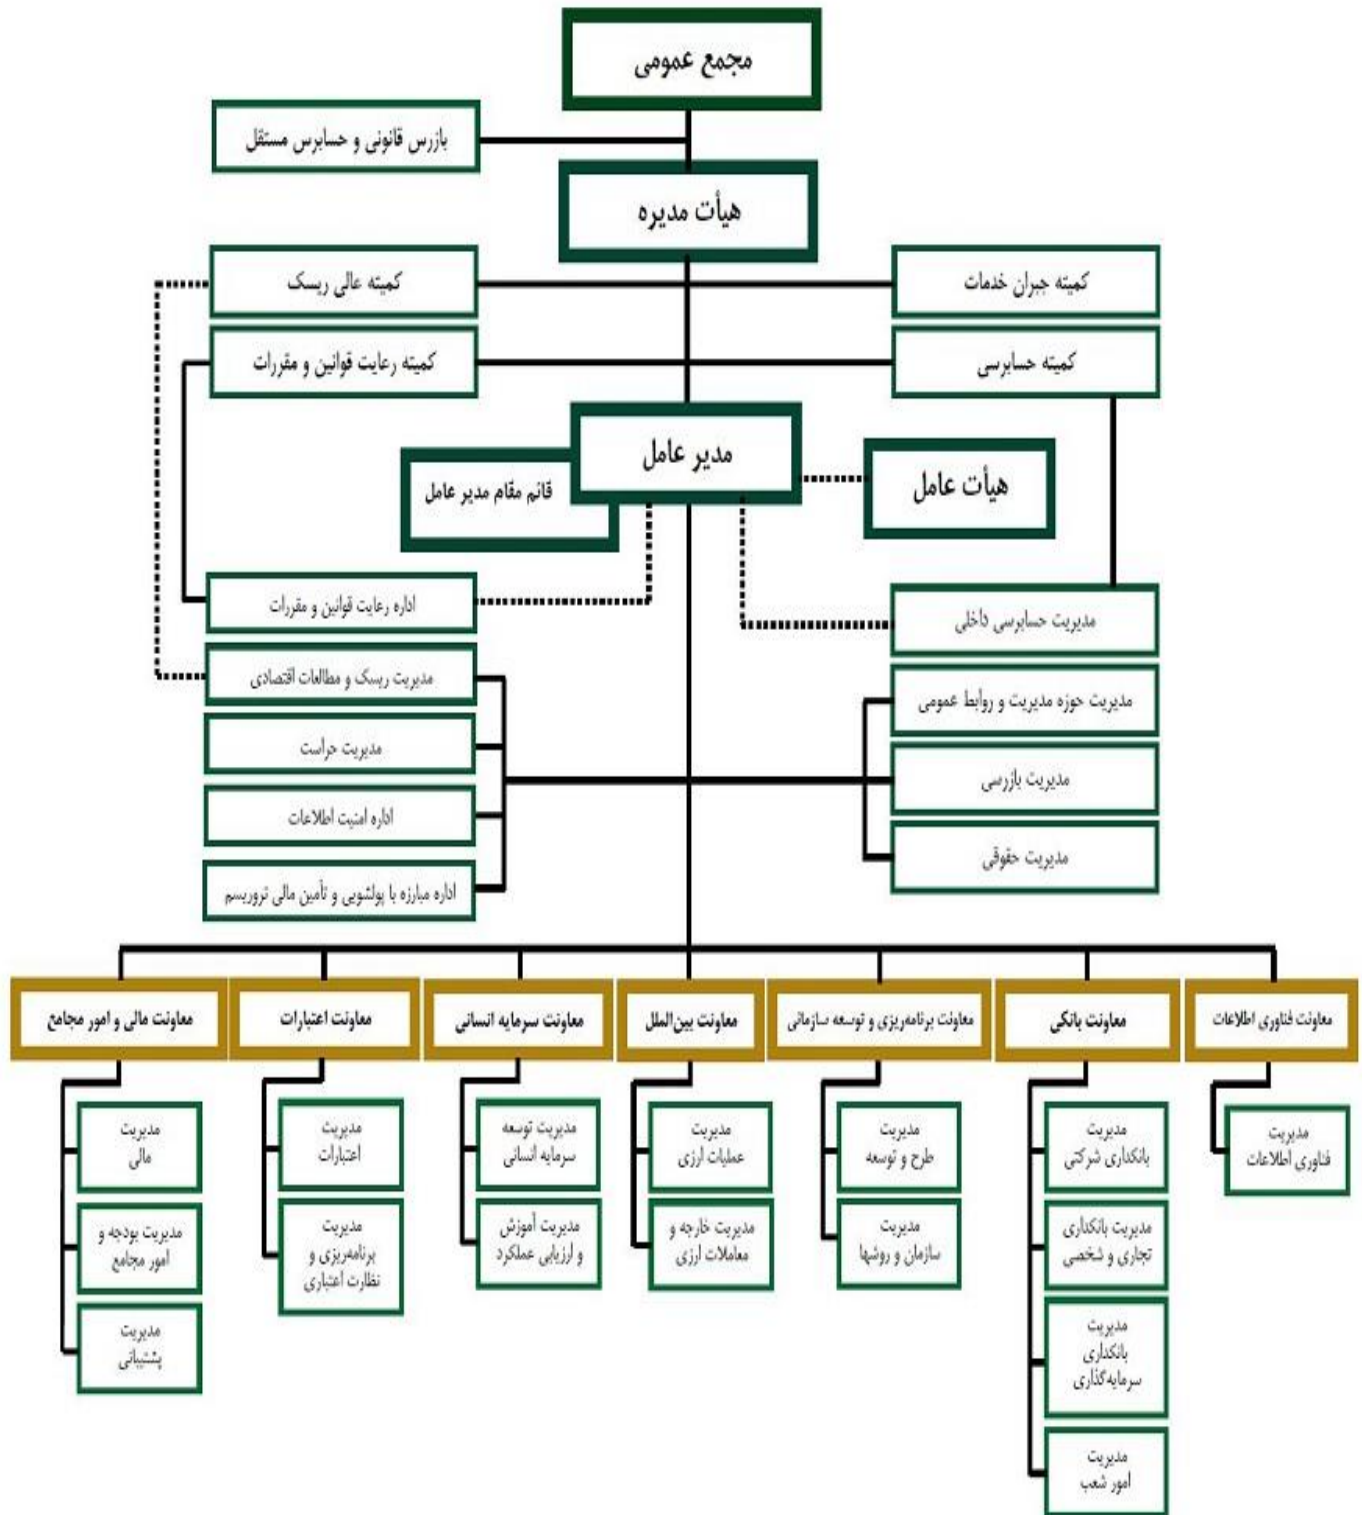 مجمع عمومی
بازرس قانونی و حسابرس مستقل
هیأت مدیره
کمیته جبران خدمات
کمیته عالی ریسک
کمیته حسابرسی
کمیته رعایت قوانین و مقررات
مدیر عامل
هیأت عامل
قائم مقام مدیر عامل
مدیریت حسابرسی داخلی
اداره رعایت قوانین و مقررات
مدیریت حوزه مدیریت و روابط عمومی
مدیریت ریسک و مطالعات اقتصادی
مدیریت بازرسی
مدیریت حراست
مدیریت حقوقی
اداره امنیت اطلاعات
اداره مبارزه با پولشویی و تأمین مالی تروریسم
معاونت فناوری اطلاعات
معاونت بانکی
معاونت برنامه‌ریزی و توسعه سازمانی
معاونت بین‌الملل
معاونت سرمایه انسانی
معاونت اعتبارات
معاونت مالی و امور مجامع
مدیریت
فناوری اطلاعات
مدیریت
بانکداری شرکتی
مدیریت بانکداری
تجاری و شخصی
مدیریت
بانکداری
سرمایه‌گذاری
مدیریت
امور شعب
مدیریت
طرح و توسعه
مدیریت
سازمان و روشها
مدیریت
عملیات ارزی
مدیریت خارجه و
معاملات ارزی
مدیریت توسعه
سرمایه انسانی
مدیریت آموزش
و ارزیابی عملکرد
مدیریت
اعتبارات
مدیریت
برنامه‌ریزی و
نظارت اعتباری
مدیریت
مالی
مدیریت بودجه و
امور مجامع
مدیریت
پشتیبانی